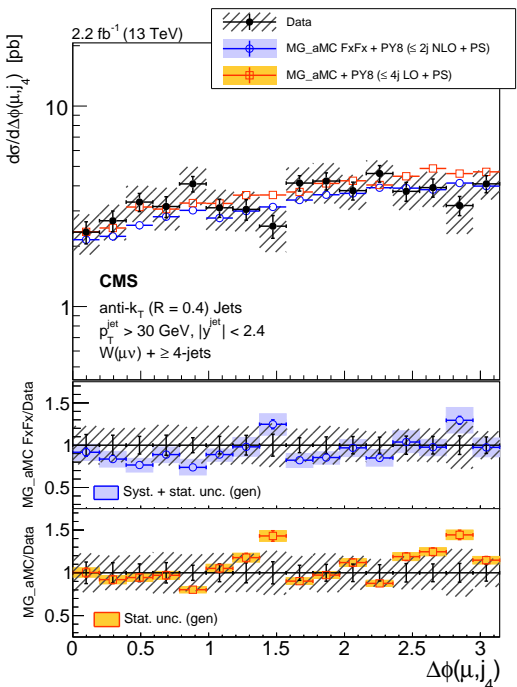 2.2 fb⁻¹ (13 TeV)
Data
MG_aMC FxFx + PY8 (≤ 2j NLO + PS)
MG_aMC + PY8 (≤ 4j LO + PS)
dσ/dΔϕ(μ,j₄) [pb]
10
1
CMS
anti-k_T (R = 0.4) Jets
p_T^jet > 30 GeV, |y^jet| < 2.4
W(μν) + ≥ 4-jets
MG_aMC FxFx/Data
1.5
1
0.5
Syst. + stat. unc. (gen)
MG_aMC/Data
1.5
1
0.5
Stat. unc. (gen)
0 0.5 1 1.5 2 2.5 3
Δϕ(μ,j₄)